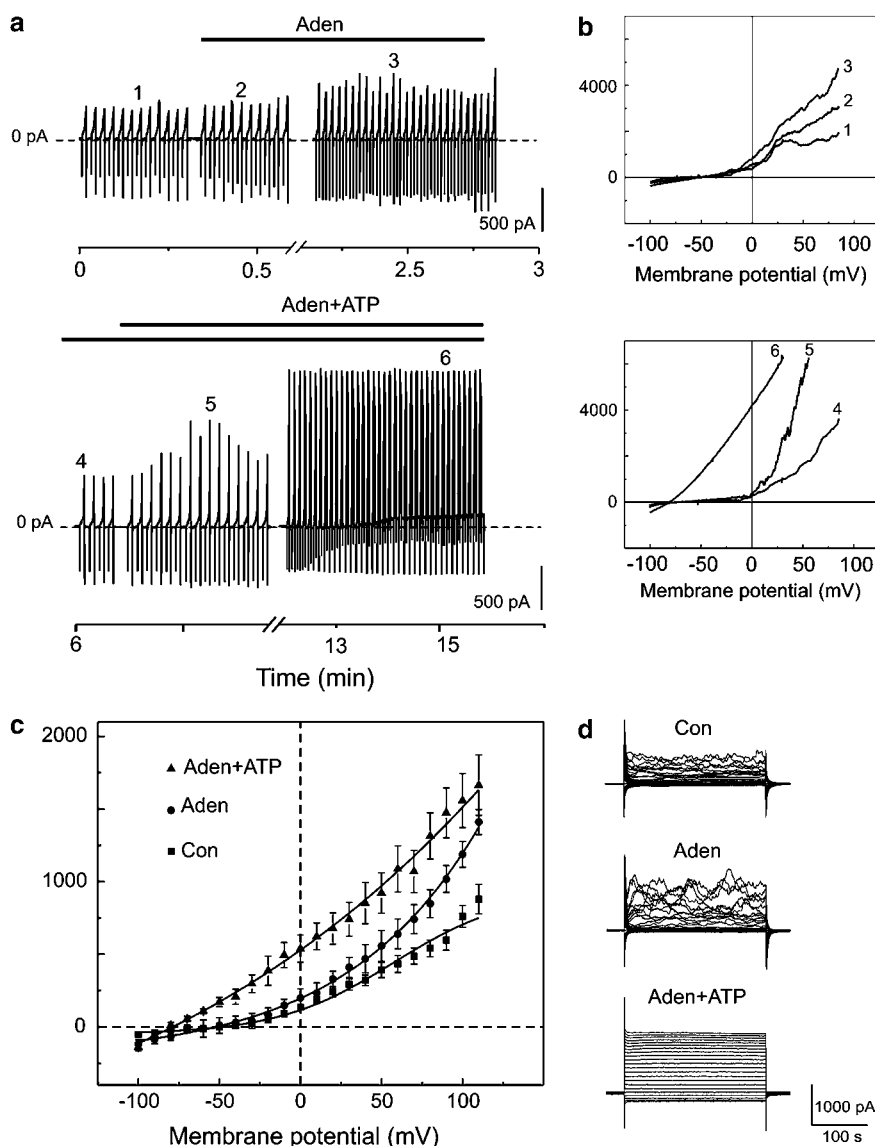 a
Aden
1
2
3
0 pA
500 pA
0
0.5
2.5
3
Aden+ATP
4
5
6
0 pA
500 pA
6
13
15
Time (min)
b
4000
0
3
2
1
-100
-50
0
50
100
Membrane potential (mV)
4000
0
6
5
4
-100
-50
0
50
100
Membrane potential (mV)
c
2000
1000
0
Aden+ATP
Aden
Con
-100
-50
0
50
100
Membrane potential (mV)
d
Con
Aden
Aden+ATP
1000 pA
100 s